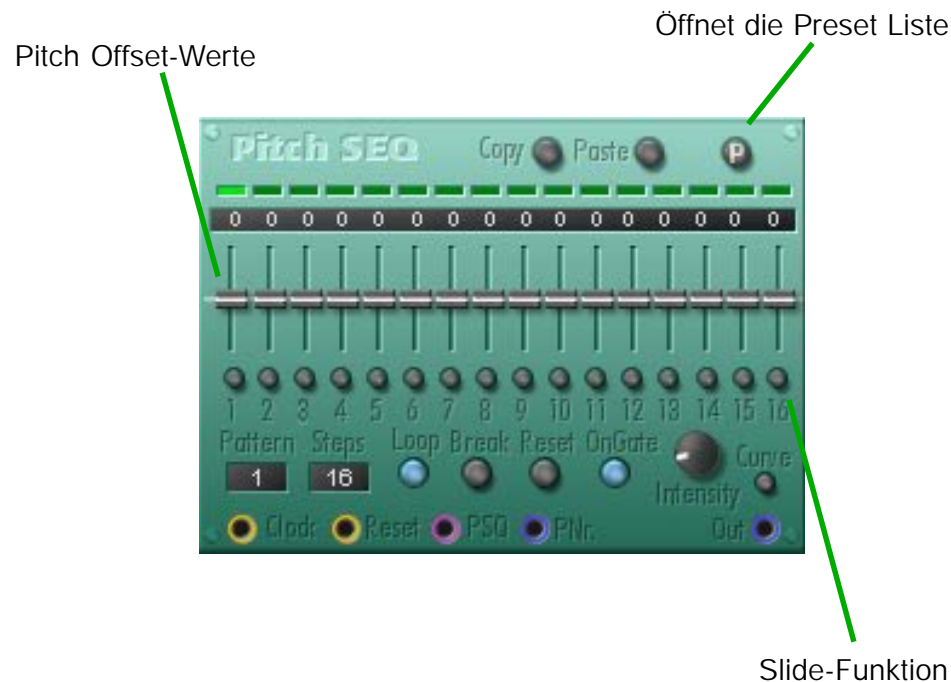 Öffnet die Preset Liste
Pitch Offset-Werte
Pitch SEQ Copy Paste P
0 0 0 0 0 0 0 0 0 0 0 0 0 0 0 0
1 2 3 4 5 6 7 8 9 10 11 12 13 14 15 16
Pattern Steps Loop Break Reset OnGate Curve
1 16
Intensity
Clock Reset PSQ PNr. Out
Slide-Funktion